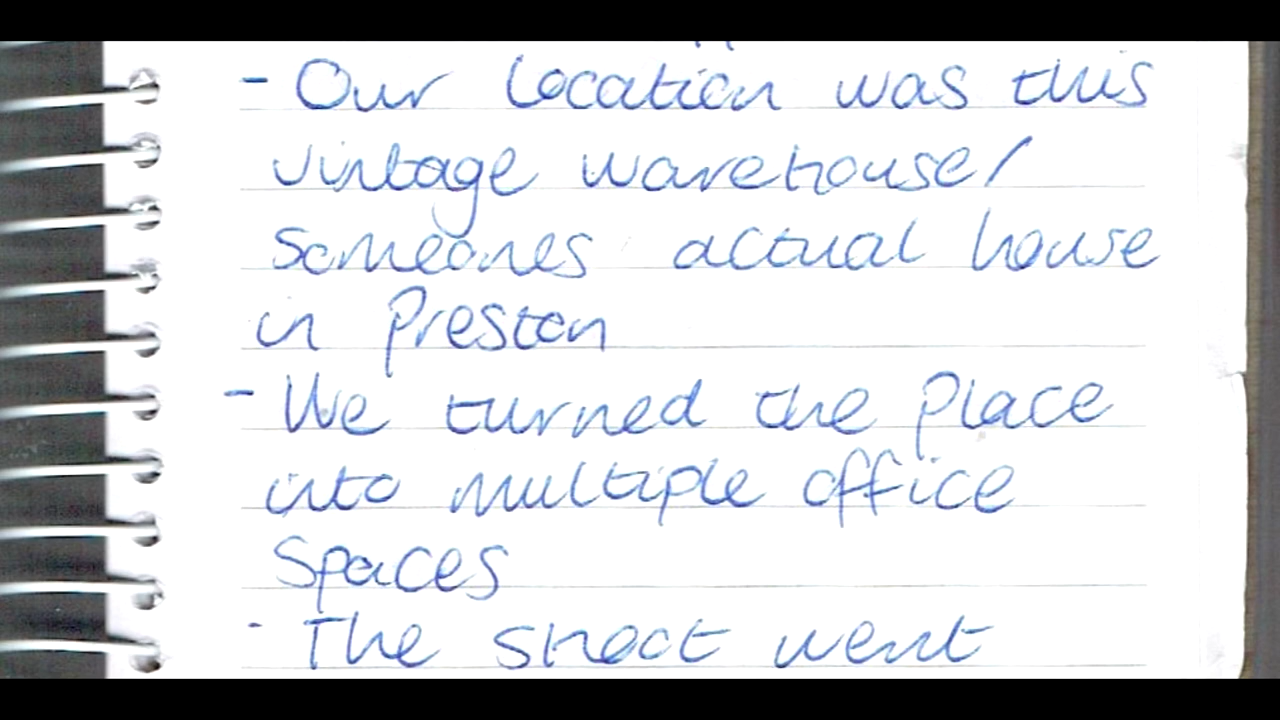 - Our location was this
vintage warehouse/
someones actual house
in Preston
- We turned the place
into multiple office
spaces
- The shoot went